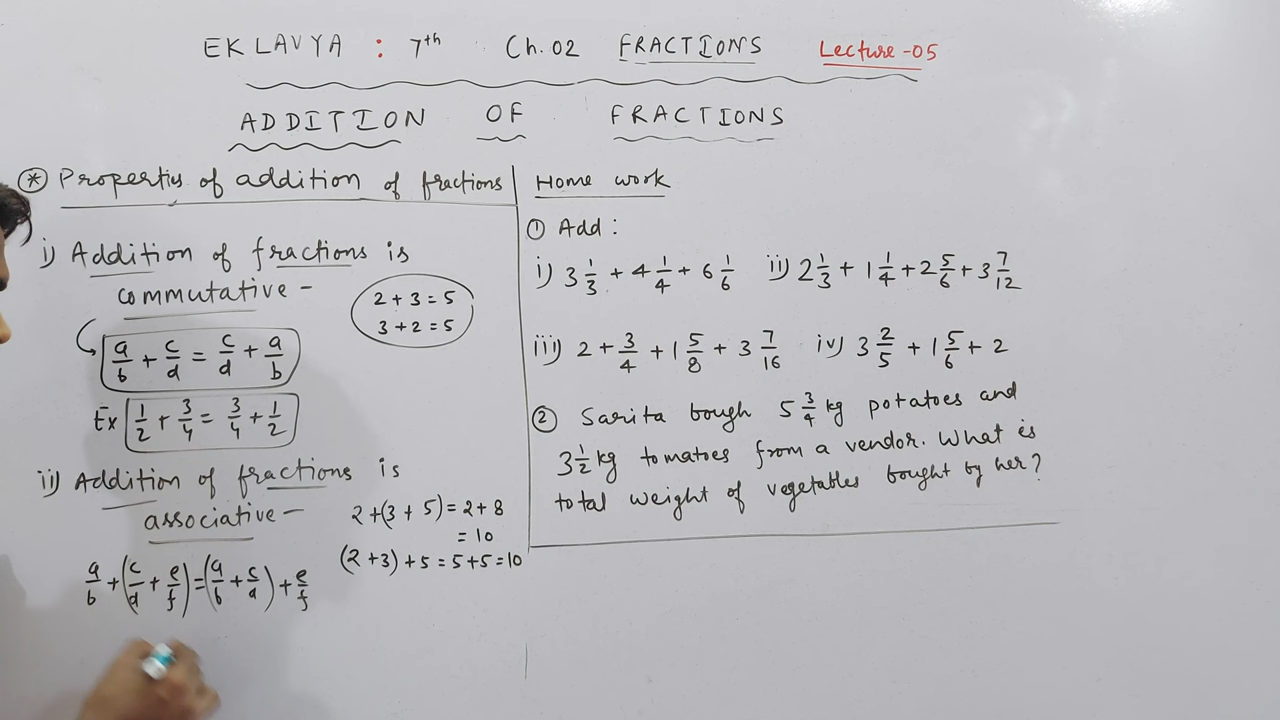 EKLAVYA : 7th Ch. 02 FRACTIONS Lecture -05
ADDITION OF FRACTIONS
* Properties of addition of fractions
i) Addition of fractions is
commutative -
2 + 3 = 5
3 + 2 = 5
a/b + c/d = c/d + a/b
Ex 1/2 + 3/4 = 3/4 + 1/2
ii) Addition of fractions is
associative -
2 + (3 + 5) = 2 + 8
= 10
(2 + 3) + 5 = 5 + 5 = 10
a/b + (c/d + e/f) = (a/b + c/d) + e/f
Home work
① Add :
i) 3 1/3 + 4 1/4 + 6 1/6 ii) 2 1/3 + 1 1/4 + 2 5/6 + 3 7/12
iii) 2 + 3/4 + 1 5/8 + 3 7/16 iv) 3 2/5 + 1 5/6 + 2
② Sarita bough 5 3/4 kg potatoes and
3 1/2 kg tomatoes from a vendor. What is
total weight of vegetables bought by her?